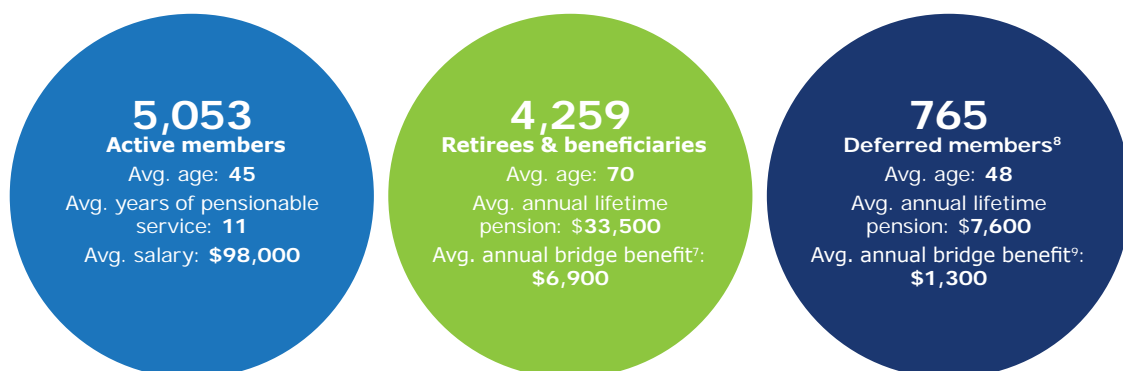 5,053
Active members
Avg. age: 45
Avg. years of pensionable
service: 11
Avg. salary: $98,000
4,259
Retirees & beneficiaries
Avg. age: 70
Avg. annual lifetime
pension: $33,500
Avg. annual bridge benefit⁷:
$6,900
765
Deferred members⁸
Avg. age: 48
Avg. annual lifetime
pension: $7,600
Avg. annual bridge benefit⁹:
$1,300